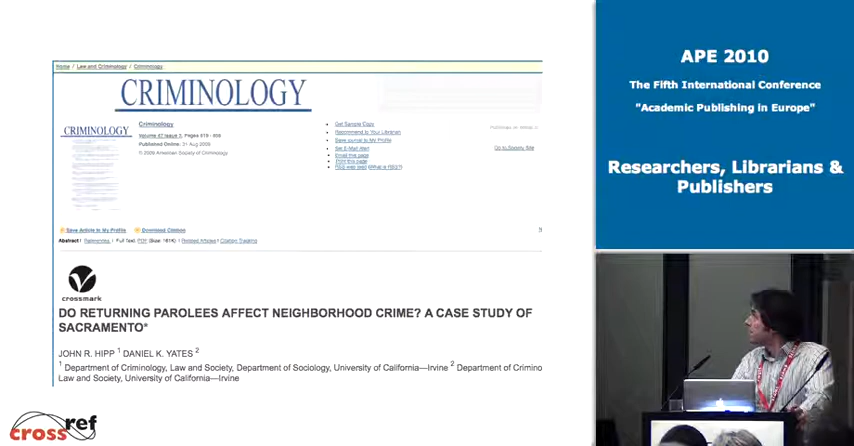 Home / Law and Criminology / Criminology
CRIMINOLOGY
CRIMINOLOGY
Criminology
Volume 47 Issue 3, Pages 619 - 656
Published Online: 31 Aug 2009
© 2009 American Society of Criminology
Get Sample Copy
Recommend to Your Librarian
Save journal to My Profile
Set E-Mail Alert
Email this page
Print this page
RSS web feed (What is RSS?)
Go to Society Site
Save Article to My Profile
Download Citation
Abstract | References | Full Text: PDF (Size: 181K) | Related Articles | Citation Tracking
crossmark
DO RETURNING PAROLEES AFFECT NEIGHBORHOOD CRIME? A CASE STUDY OF
SACRAMENTO*
JOHN R. HIPP 1 DANIEL K. YATES 2
1 Department of Criminology, Law and Society, Department of Sociology, University of California—Irvine 2 Department of Crimino
Law and Society, University of California—Irvine
crossref
APE 2010
The Fifth International Conference
"Academic Publishing in Europe"
Researchers, Librarians &
Publishers